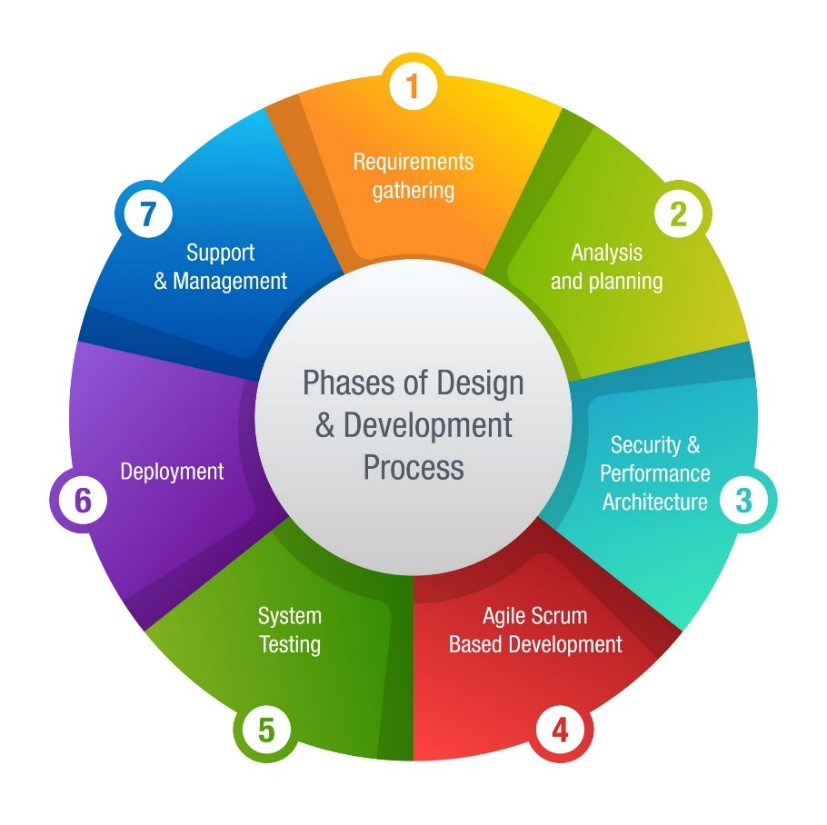 1
Requirements
gathering
2
Analysis
and planning
3
Security &
Performance
Architecture
4
Agile Scrum
Based Development
5
System
Testing
6
Deployment
7
Support
& Management
Phases of Design
& Development
Process